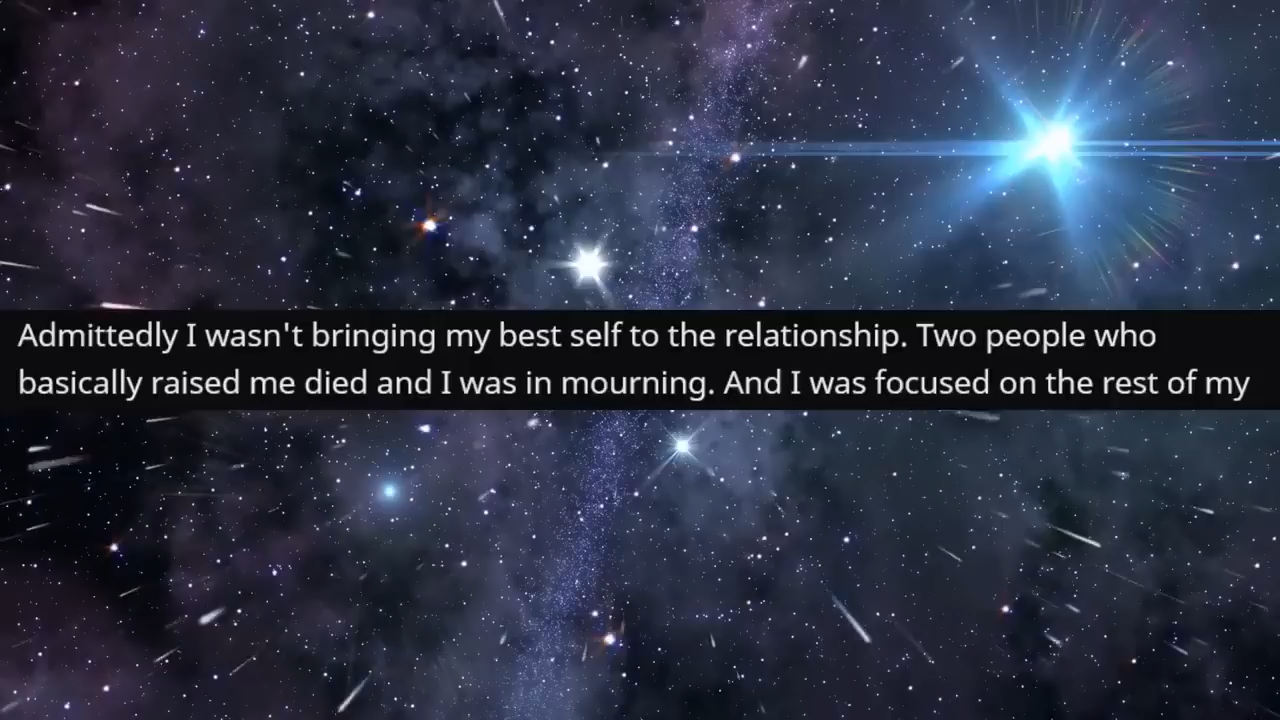 Admittedly I wasn't bringing my best self to the relationship. Two people who
basically raised me died and I was in mourning. And I was focused on the rest of my